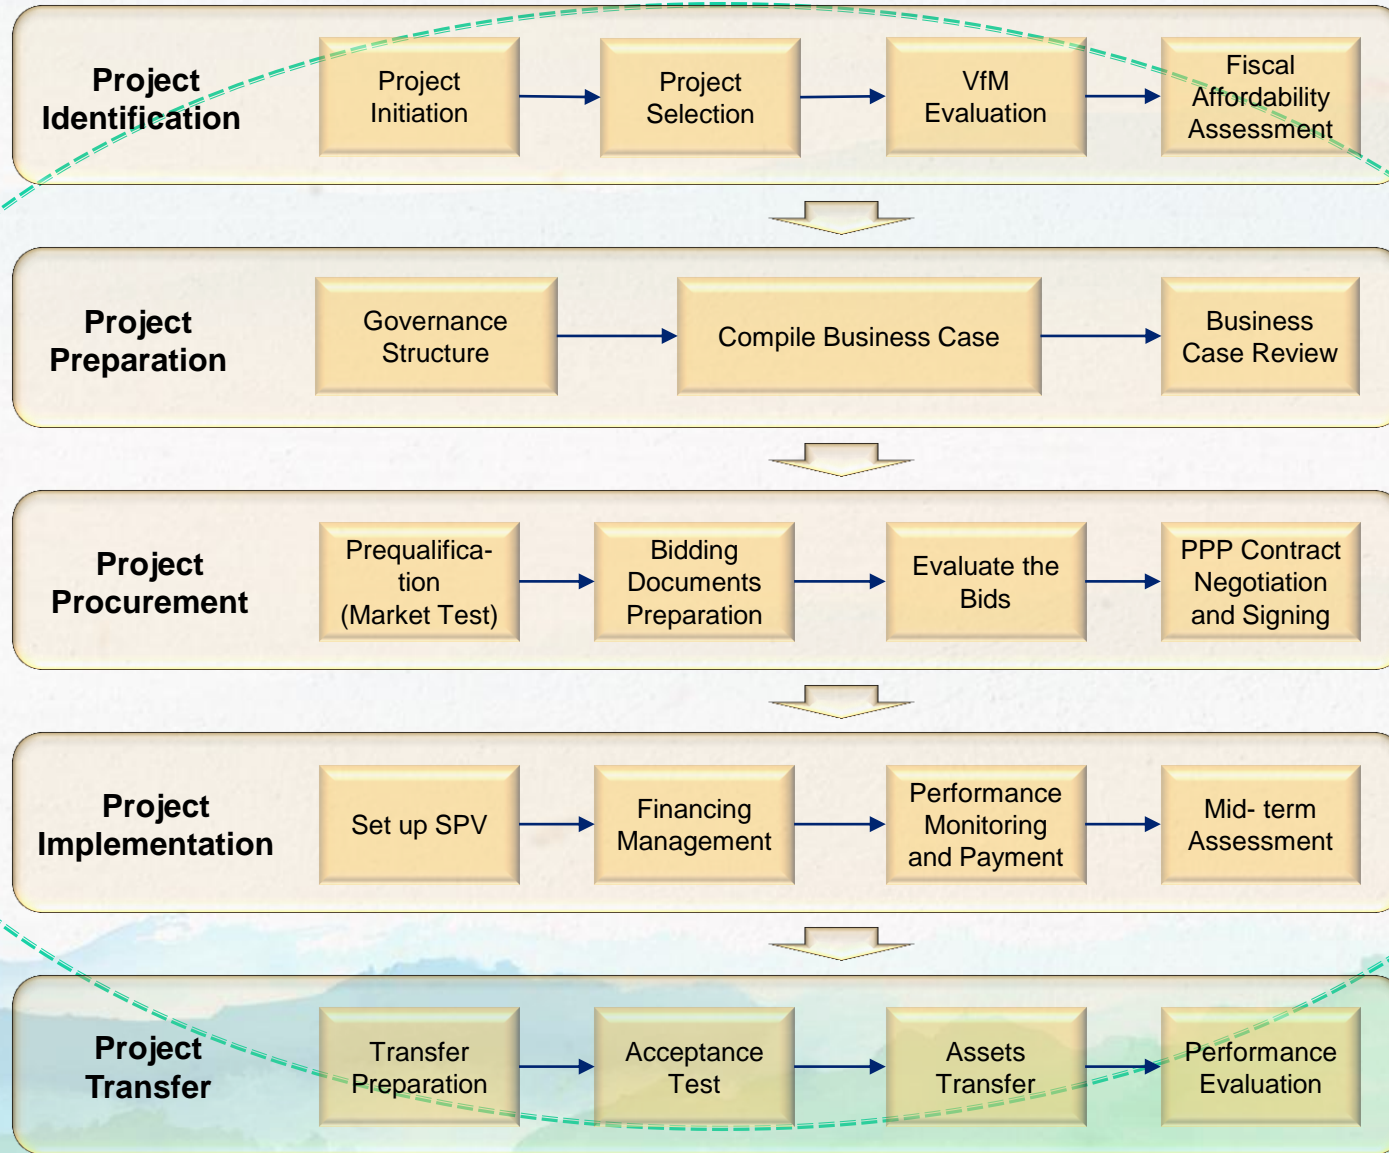 Project
Identification
Project
Initiation
Project
Selection
VfM
Evaluation
Fiscal
Affordability
Assessment
Project
Preparation
Governance
Structure
Compile Business Case
Business
Case Review
Project
Procurement
Prequalifica-
tion
(Market Test)
Bidding
Documents
Preparation
Evaluate the
Bids
PPP Contract
Negotiation
and Signing
Project
Implementation
Set up SPV
Financing
Management
Performance
Monitoring
and Payment
Mid- term
Assessment
Project
Transfer
Transfer
Preparation
Acceptance
Test
Assets
Transfer
Performance
Evaluation